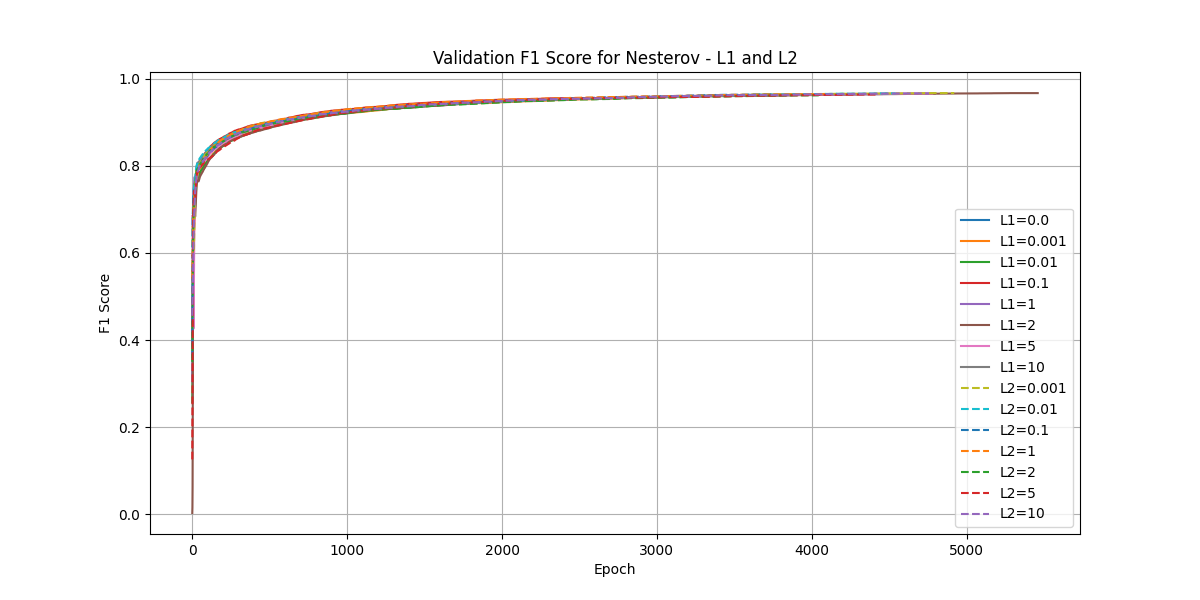 Validation F1 Score for Nesterov - L1 and L2
1.0
0.8
0.6
0.4
0.2
0.0
F1 Score
0
1000
2000
3000
4000
5000
Epoch
L1=0.0
L1=0.001
L1=0.01
L1=0.1
L1=1
L1=2
L1=5
L1=10
L2=0.001
L2=0.01
L2=0.1
L2=1
L2=2
L2=5
L2=10